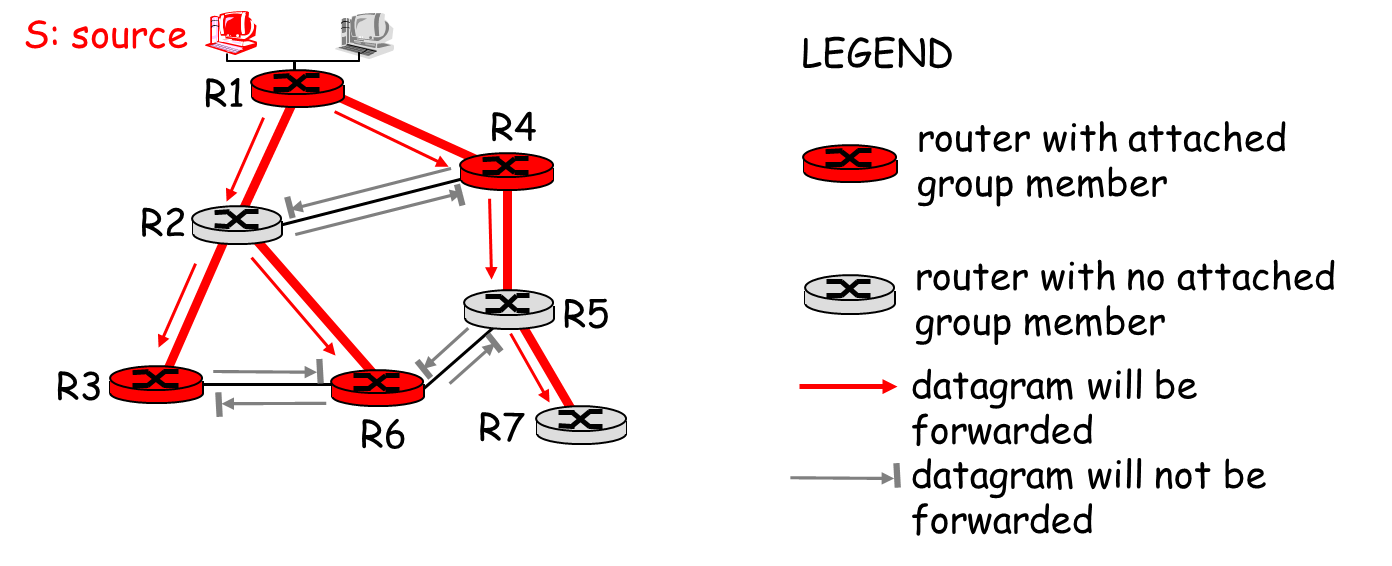 S: source
R1
R4
R2
R5
R3
R6
R7
LEGEND
router with attached
group member
router with no attached
group member
datagram will be
forwarded
datagram will not be
forwarded